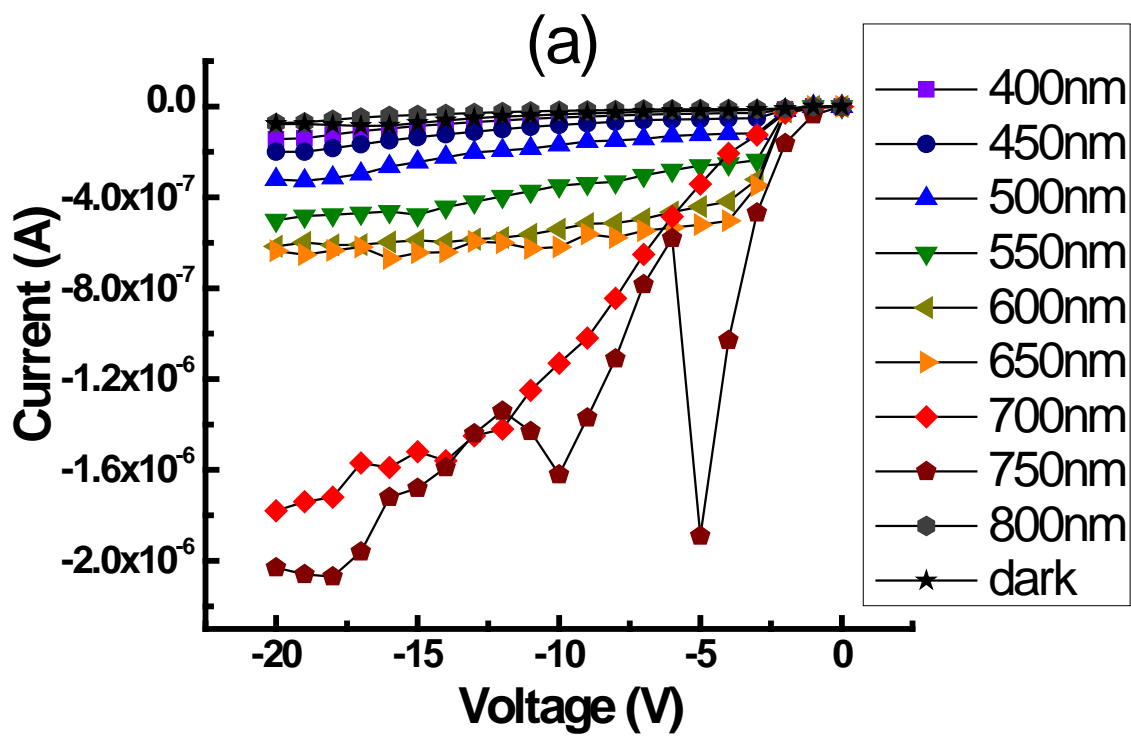 (a)
0.0
-4.0x10⁻⁷
-8.0x10⁻⁷
-1.2x10⁻⁶
-1.6x10⁻⁶
-2.0x10⁻⁶
Current (A)
-20 -15 -10 -5 0
Voltage (V)
400nm
450nm
500nm
550nm
600nm
650nm
700nm
750nm
800nm
dark